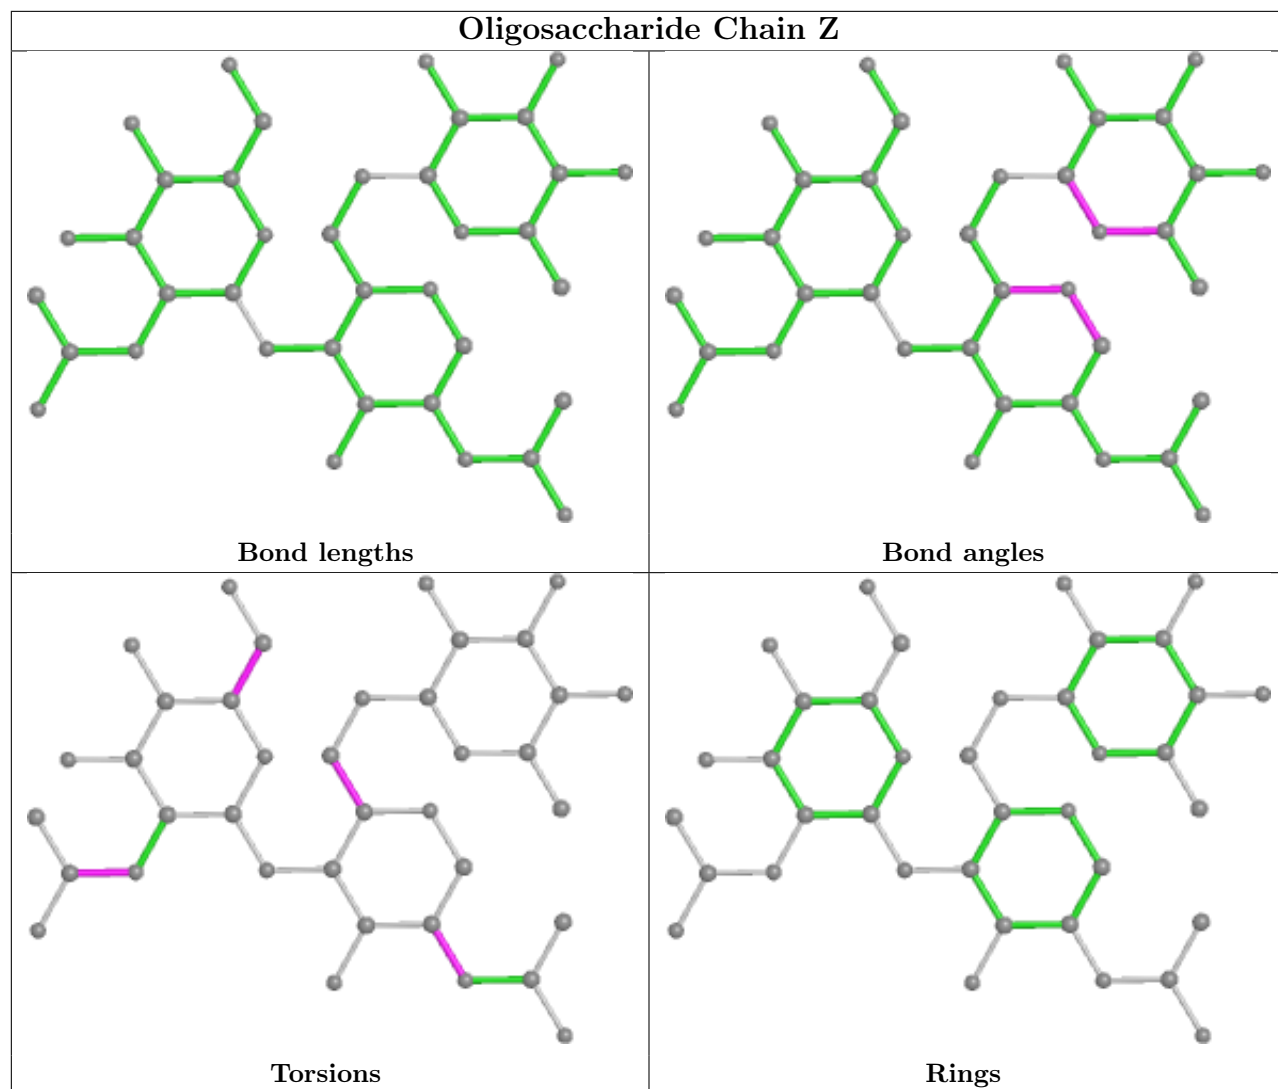 Oligosaccharide Chain Z
Bond lengths
Bond angles
Torsions
Rings